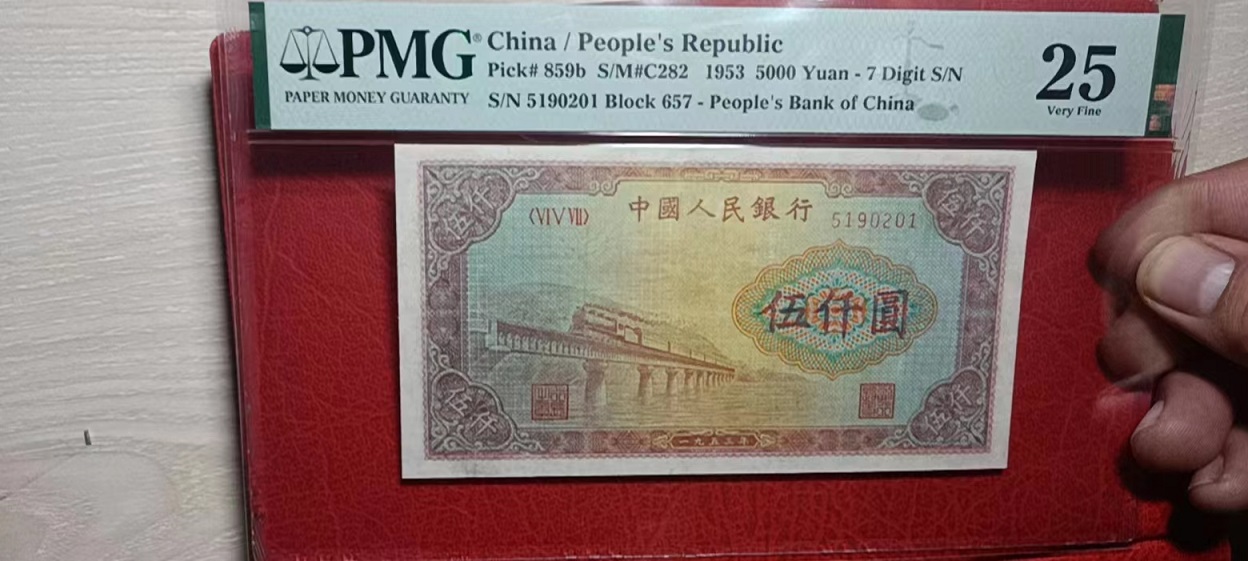 PMG® China / People's Republic
PAPER MONEY GUARANTY
Pick# 859b S/M#C282 1953 5000 Yuan - 7 Digit S/N
S/N 5190201 Block 657 - People's Bank of China
25
Very Fine
伍仟
伍仟
〈VI V VII〉
中國人民銀行
5190201
伍仟圓
伍仟
伍仟
一九五三年